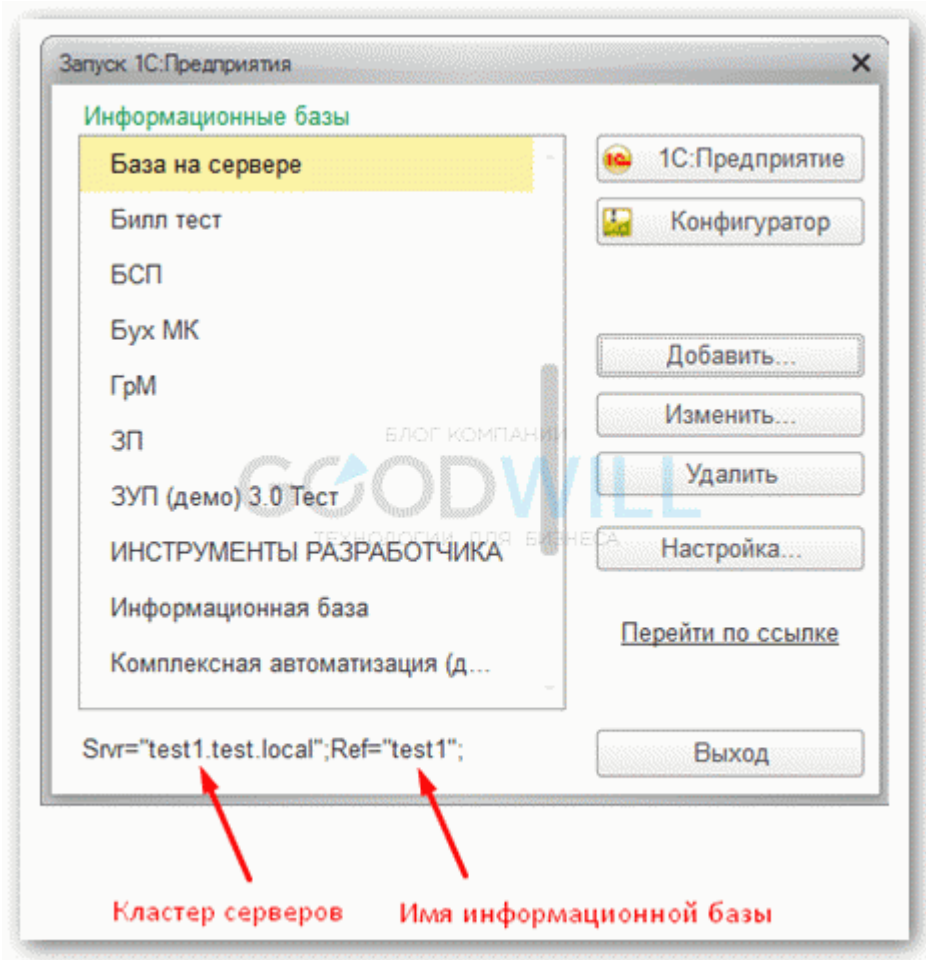 Запуск 1С:Предприятия
Информационные базы
База на сервере
Билл тест
БСП
Бух МК
ГрМ
ЗП
ЗУП (демо) 3.0 Тест
ИНСТРУМЕНТЫ РАЗРАБОТЧИКА
Информационная база
Комплексная автоматизация (д...
1С:Предприятие
Конфигуратор
Добавить...
Изменить...
Удалить
Настройка...
Перейти по ссылке
Выход
БЛОГ КОМПАНИИ
GOODWILL
ТЕХНОЛОГИИ ДЛЯ БИЗНЕСА
Srvr="test1.test.local";Ref="test1";
Кластер серверов
Имя информационной базы